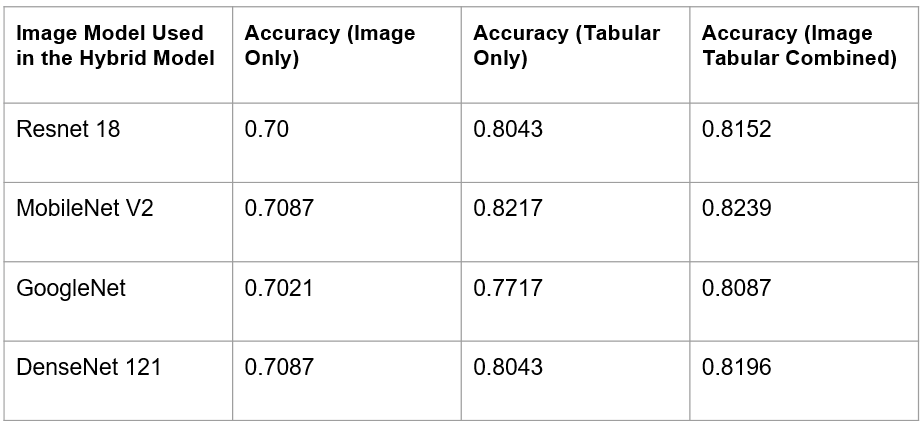 Image Model Used in the Hybrid Model | Accuracy (Image Only) | Accuracy (Tabular Only) | Accuracy (Image Tabular Combined)
Resnet 18 | 0.70 | 0.8043 | 0.8152
MobileNet V2 | 0.7087 | 0.8217 | 0.8239
GoogleNet | 0.7021 | 0.7717 | 0.8087
DenseNet 121 | 0.7087 | 0.8043 | 0.8196